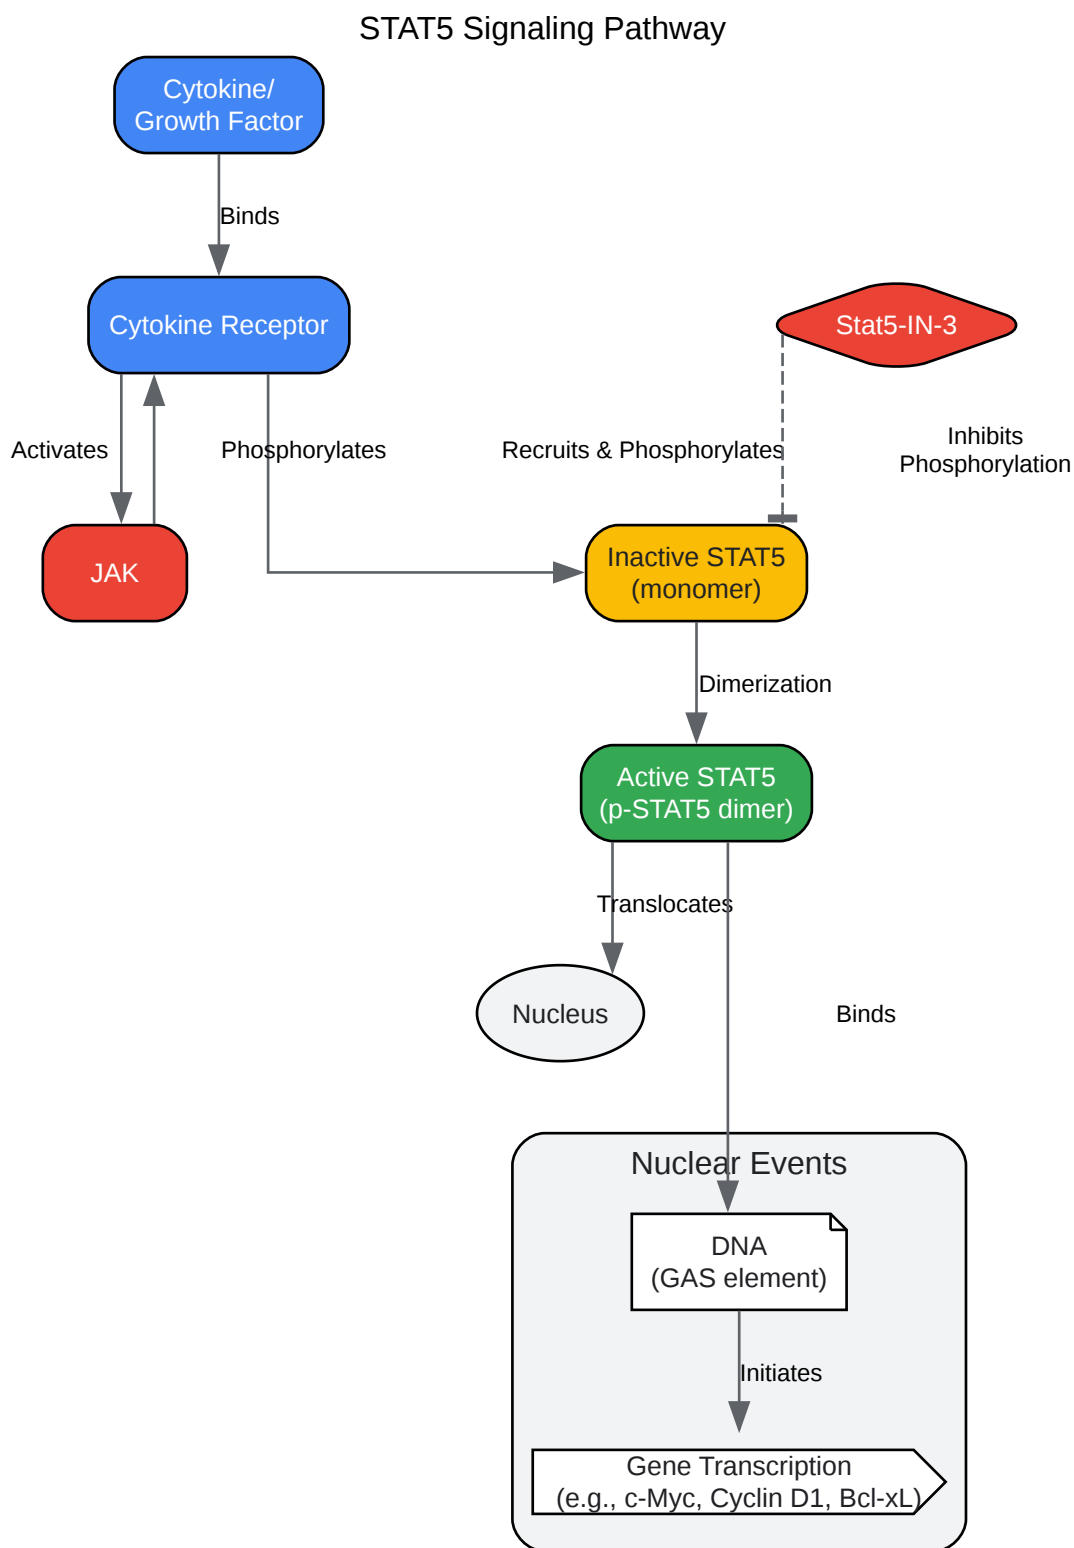 STAT5 Signaling Pathway
Cytokine/
Growth Factor
Binds
Cytokine Receptor
Stat5-IN-3
Activates
Phosphorylates
Recruits & Phosphorylates
Inhibits
Phosphorylation
JAK
Inactive STAT5
(monomer)
Dimerization
Active STAT5
(p-STAT5 dimer)
Translocates
Nucleus
Binds
Nuclear Events
DNA
(GAS element)
Initiates
Gene Transcription
(e.g., c-Myc, Cyclin D1, Bcl-xL)